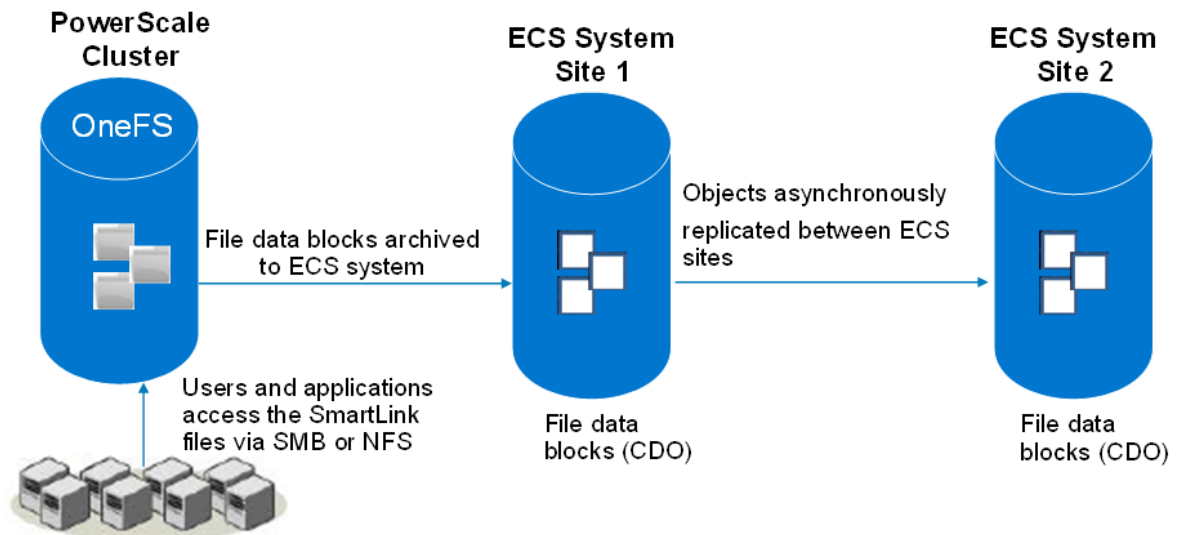 PowerScale
Cluster
ECS System
Site 1
ECS System
Site 2
OneFS
File data blocks archived
to ECS system
Objects asynchronously
replicated between ECS
sites
Users and applications
access the SmartLink
files via SMB or NFS
File data
blocks (CDO)
File data
blocks (CDO)